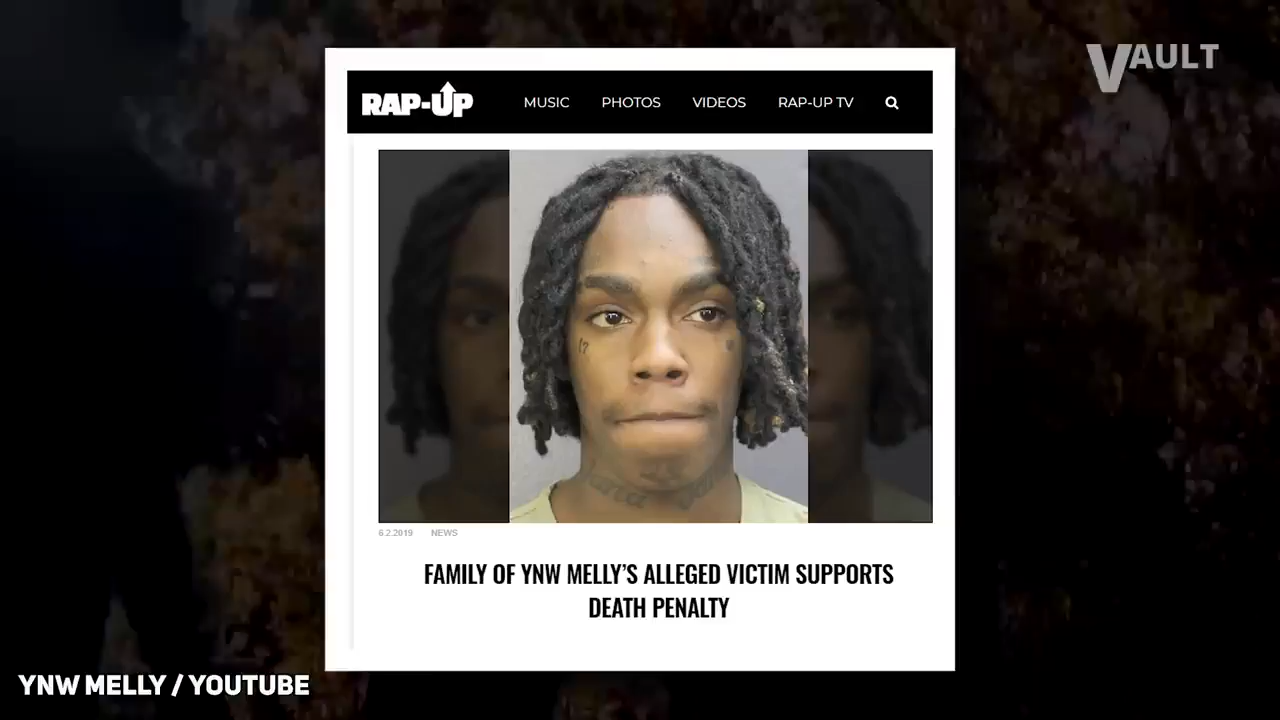 VAULT
RAP-UP MUSIC PHOTOS VIDEOS RAP-UP TV
6.2.2019 NEWS
FAMILY OF YNW MELLY'S ALLEGED VICTIM SUPPORTS
DEATH PENALTY
YNW MELLY / YOUTUBE